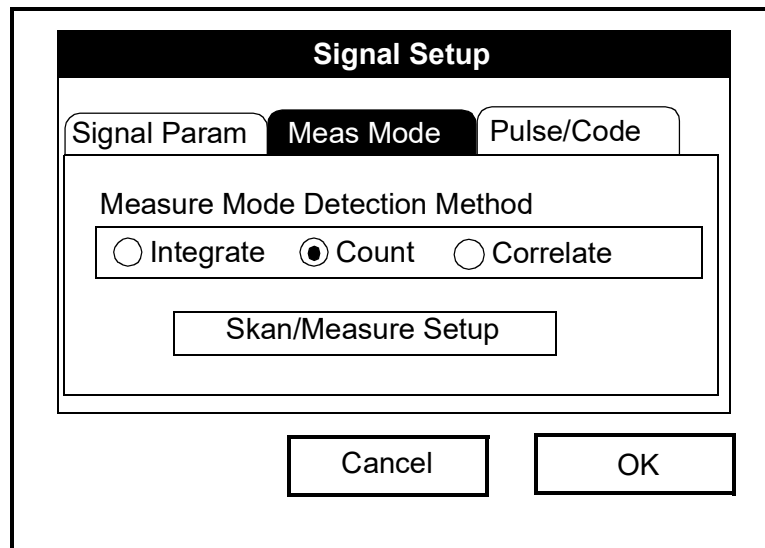 Signal Setup
Signal Param Meas Mode Pulse/Code
Measure Mode Detection Method
Integrate Count Correlate
Skan/Measure Setup
Cancel OK